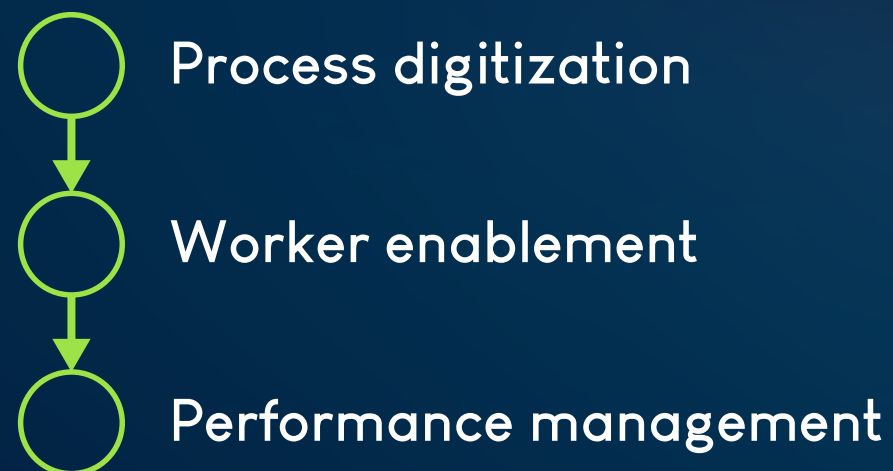 Process digitization
Worker enablement
Performance management